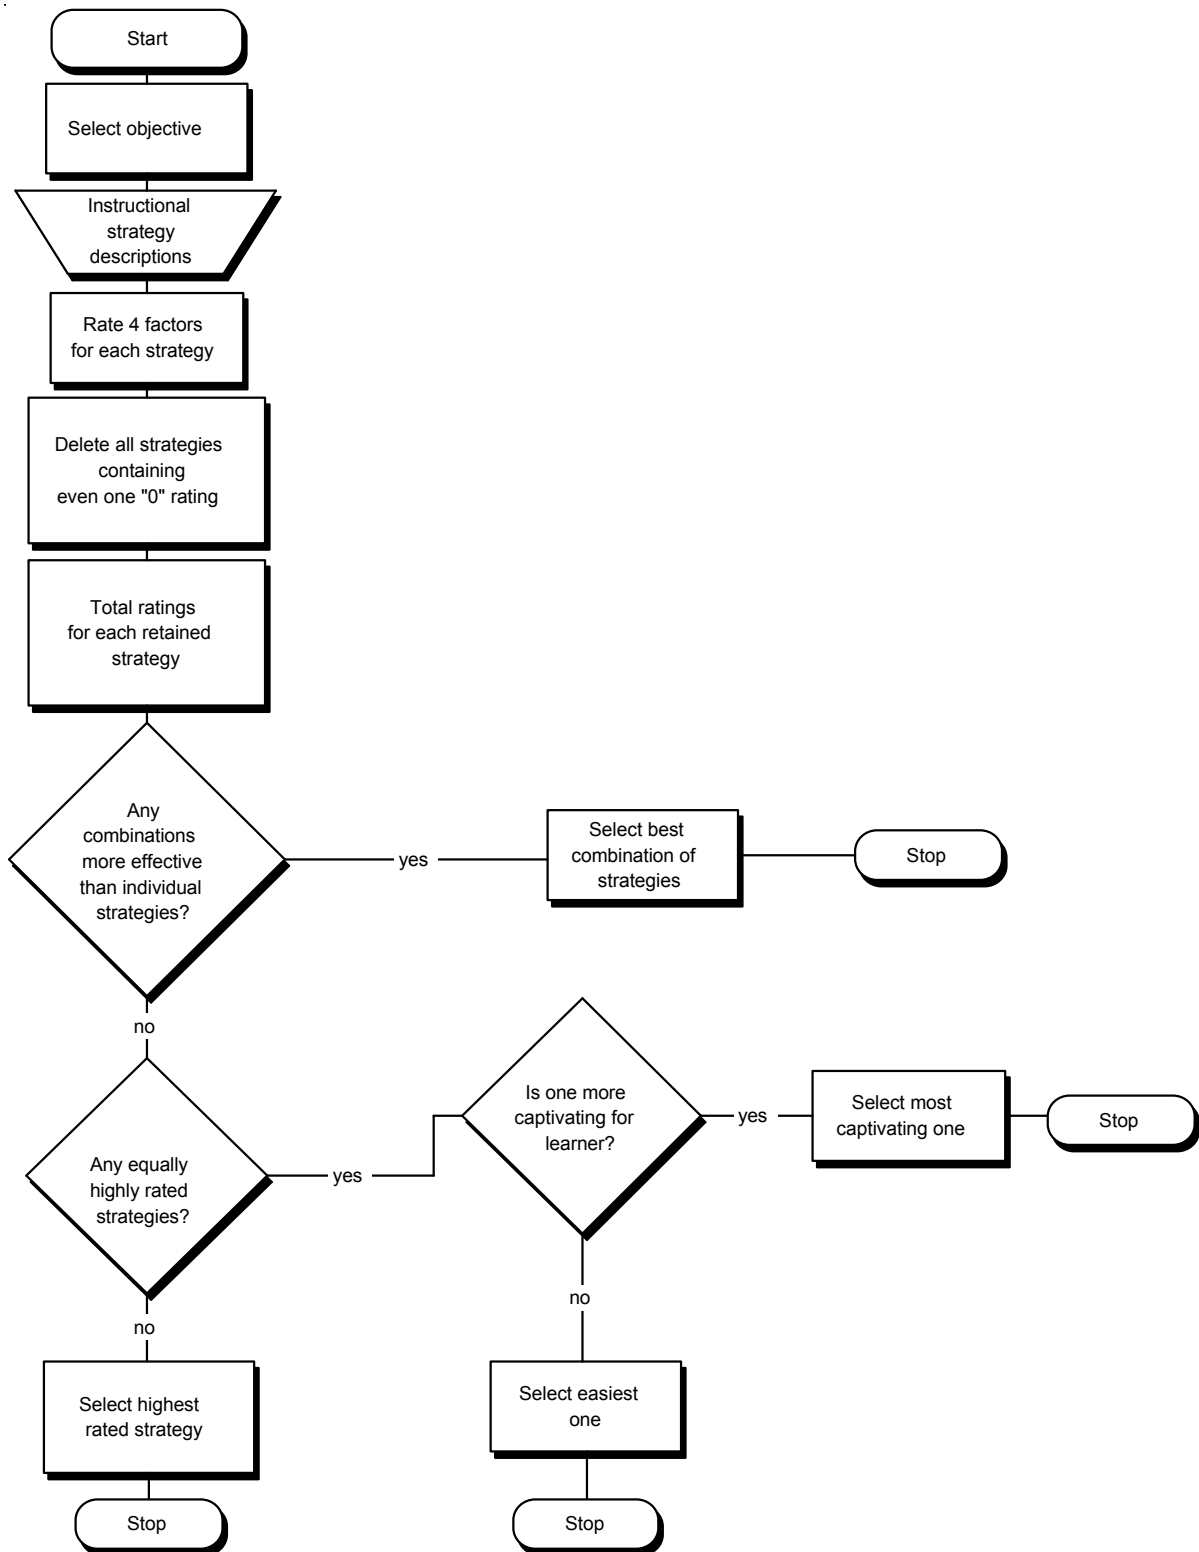 Start
Select objective
Instructional
strategy
descriptions
Rate 4 factors
for each strategy
Delete all strategies
containing
even one "0" rating
Total ratings
for each retained
strategy
Any
combinations
more effective
than individual
strategies?
yes
Select best
combination of
strategies
Stop
no
Any equally
highly rated
strategies?
yes
Is one more
captivating for
learner?
yes
Select most
captivating one
Stop
no
Select highest
rated strategy
Stop
no
Select easiest
one
Stop